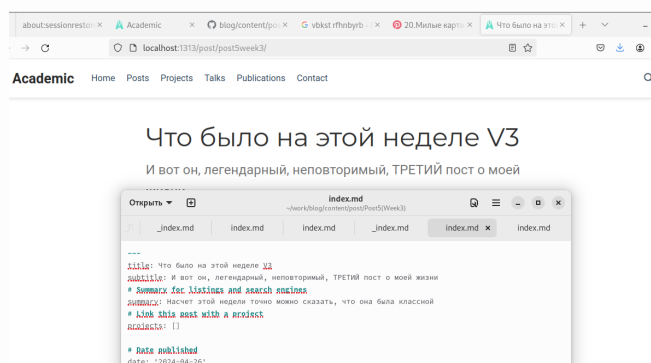 about:sessionrestor
Academic
blog/content/pos
vbkst rfhnbyrb -
20.Милые карти
Что было на это
localhost:1313/post/post5week3/
Academic Home Posts Projects Talks Publications Contact
Что было на этой неделе V3
И вот он, легендарный, неповторимый, ТРЕТИЙ пост о моей
Открыть
index.md
~/work/blog/content/post/Post5(Week3)
_index.md index.md index.md _index.md index.md index.md
---
title: Что было на этой неделе V3
subtitle: И вот он, легендарный, неповторимый, ТРЕТИЙ пост о моей жизни
# Summary for listings and search engines
summary: Насчет этой недели точно можно сказать, что она была классной
# Link this post with a project
projects: []
# Date published
date: '2024-04-26'